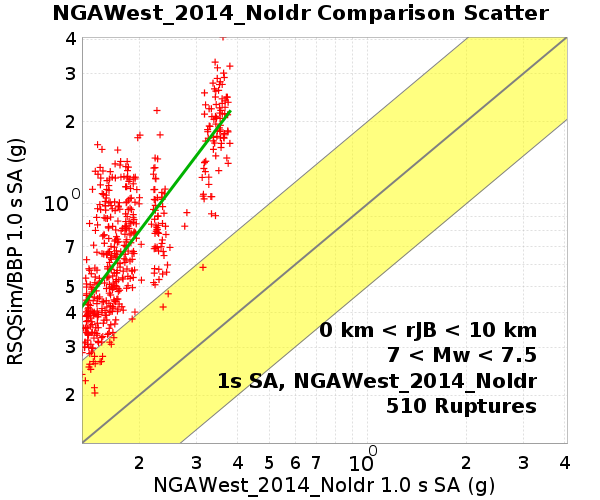 NGAWest_2014_NoIdr Comparison Scatter
4
3
2
10^0
7
5
4
3
2
RSQSim/BBP 1.0 s SA (g)
0 km < rJB < 10 km
7 < Mw < 7.5
1s SA, NGAWest_2014_NoIdr
510 Ruptures
2 3 4 5 6 7 10^0 2 3 4
NGAWest_2014_NoIdr 1.0 s SA (g)